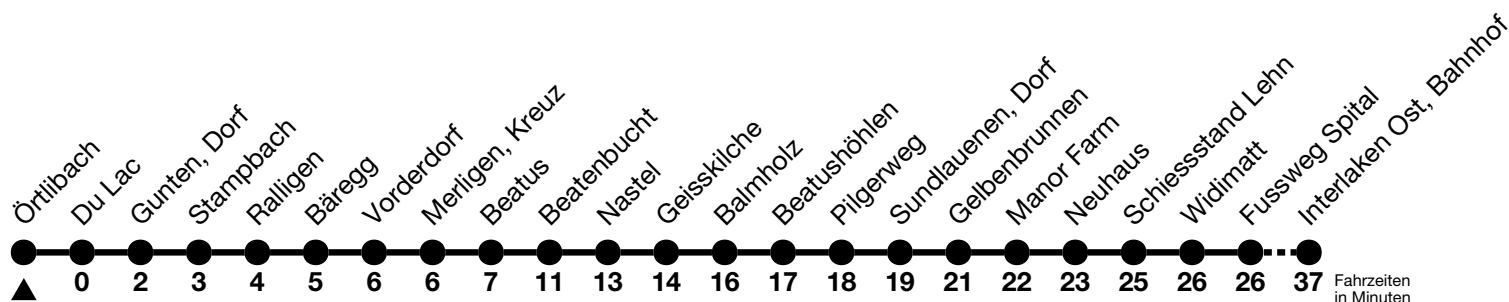 Örtlibach
Du Lac
Gunten, Dorf
Stampbach
Ralligen
Bäregg
Vorderdorf
Merligen, Kreuz
Beatus
Beatenbucht
Nastel
Geisskilche
Balmholz
Beatushöhlen
Pilgerweg
Sundlauenen, Dorf
Gelbenbrunnen
Manor Farm
Neuhaus
Schiessstand Lehn
Widimatt
Fussweg Spital
Interlaken Ost, Bahnhof
0 2 3 4 5 6 6 7 11 13 14 16 17 18 19 21 22 23 25 26 26 37 Fahrzeiten
in Minuten